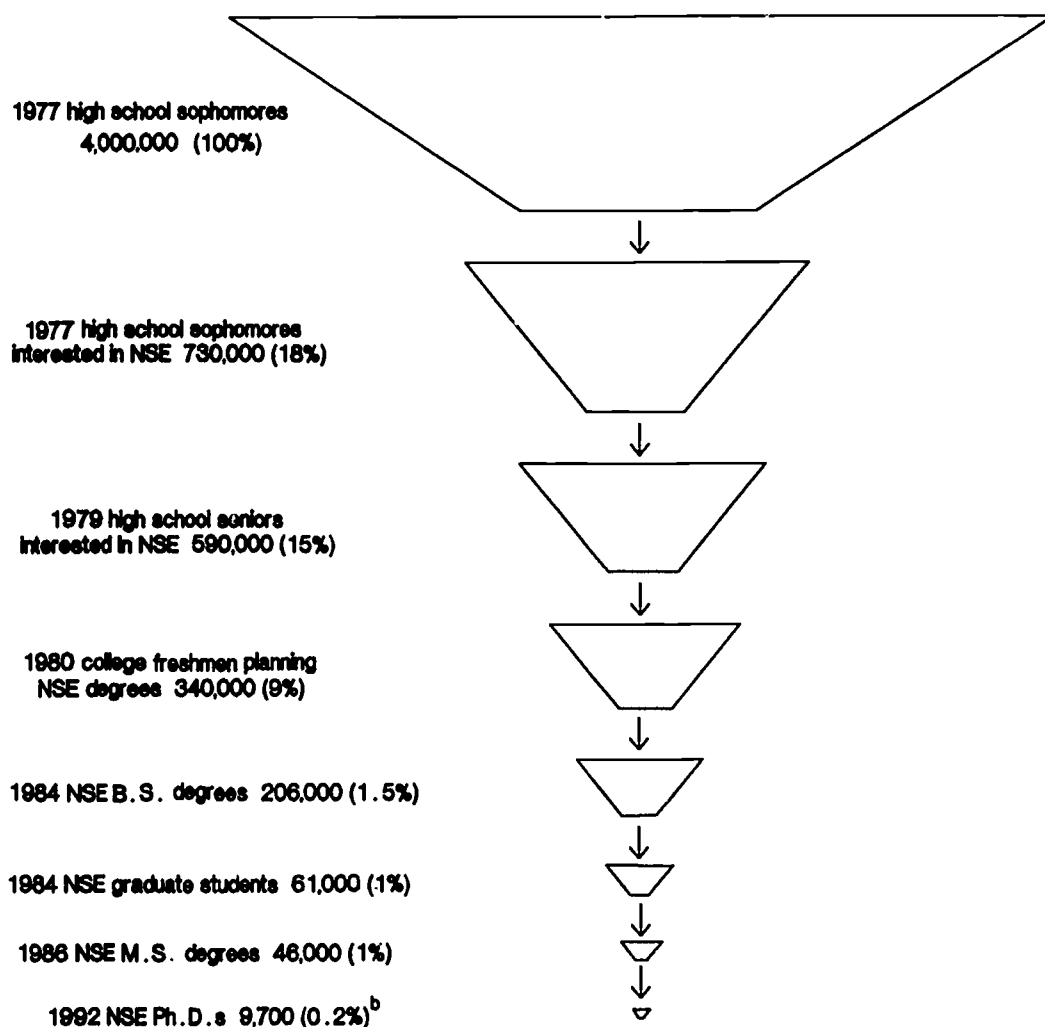 1977 high school sophomores
4,000,000 (100%)
1977 high school sophomores
interested in NSE 730,000 (18%)
1979 high school seniors
interested in NSE 590,000 (15%)
1980 college freshmen planning
NSE degrees 340,000 (9%)
1984 NSE B.S. degrees 206,000 (1.5%)
1984 NSE graduate students 61,000 (.1%)
1986 NSE M.S. degrees 46,000 (1%)
1992 NSE Ph.D.s 9,700 (0.2%)b